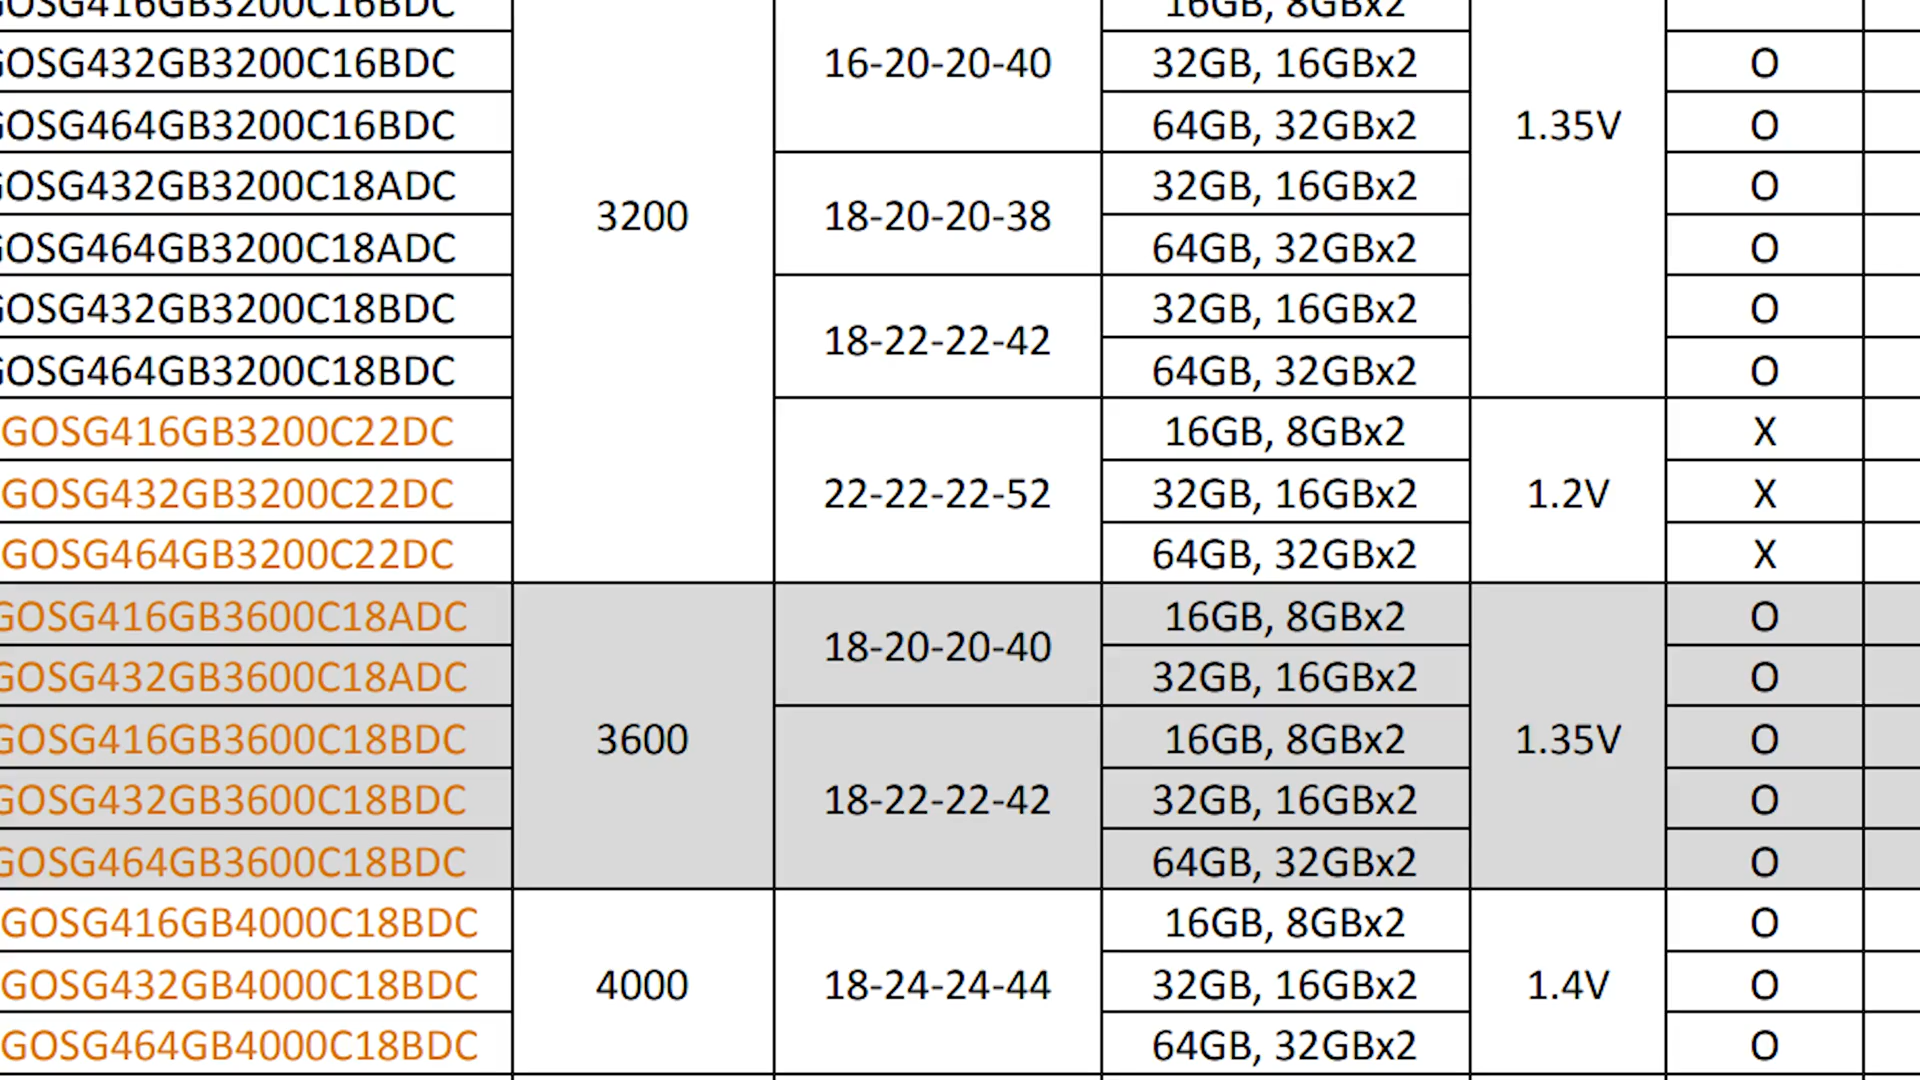 GOSG416GB3200C16BDC 16GB, 8GBx2
GOSG432GB3200C16BDC 3200 16-20-20-40 32GB, 16GBx2 1.35V O
GOSG464GB3200C16BDC 64GB, 32GBx2 O
GOSG432GB3200C18ADC 18-20-20-38 32GB, 16GBx2 O
GOSG464GB3200C18ADC 64GB, 32GBx2 O
GOSG432GB3200C18BDC 18-22-22-42 32GB, 16GBx2 O
GOSG464GB3200C18BDC 64GB, 32GBx2 O
GOSG416GB3200C22DC 22-22-22-52 16GB, 8GBx2 1.2V X
GOSG432GB3200C22DC 32GB, 16GBx2 X
GOSG464GB3200C22DC 64GB, 32GBx2 X
GOSG416GB3600C18ADC 3600 18-20-20-40 16GB, 8GBx2 1.35V O
GOSG432GB3600C18ADC 32GB, 16GBx2 O
GOSG416GB3600C18BDC 18-22-22-42 16GB, 8GBx2 O
GOSG432GB3600C18BDC 32GB, 16GBx2 O
GOSG464GB3600C18BDC 64GB, 32GBx2 O
GOSG416GB4000C18BDC 4000 18-24-24-44 16GB, 8GBx2 1.4V O
GOSG432GB4000C18BDC 32GB, 16GBx2 O
GOSG464GB4000C18BDC 64GB, 32GBx2 O